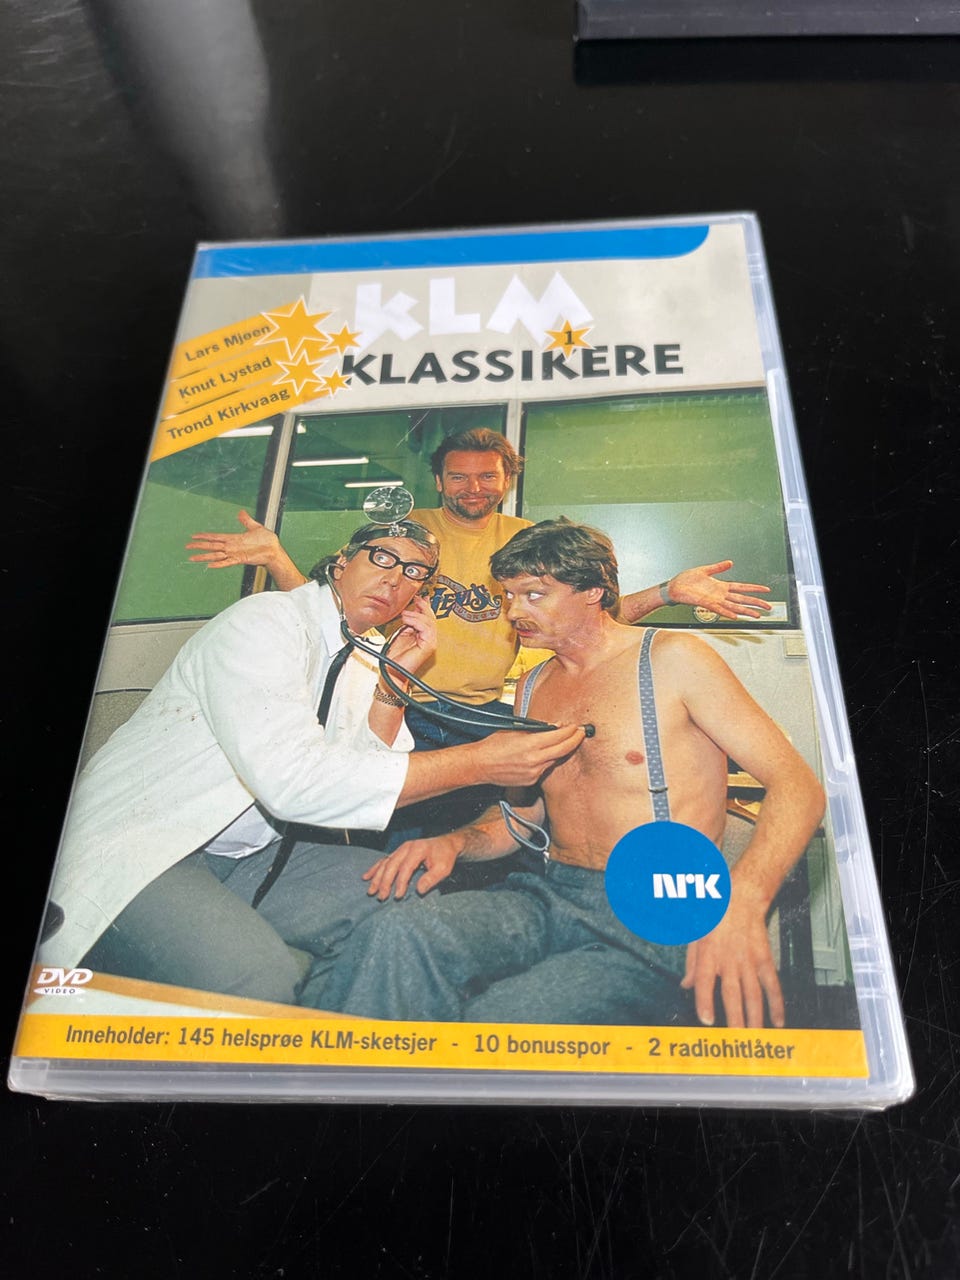 Lars Mjøen
Knut Lystad
Trond Kirkvaag
KLM
1
KLASSIKERE
nrk
DVD
VIDEO
Inneholder: 145 helsprøe KLM-sketsjer - 10 bonusspor - 2 radiohitlåter